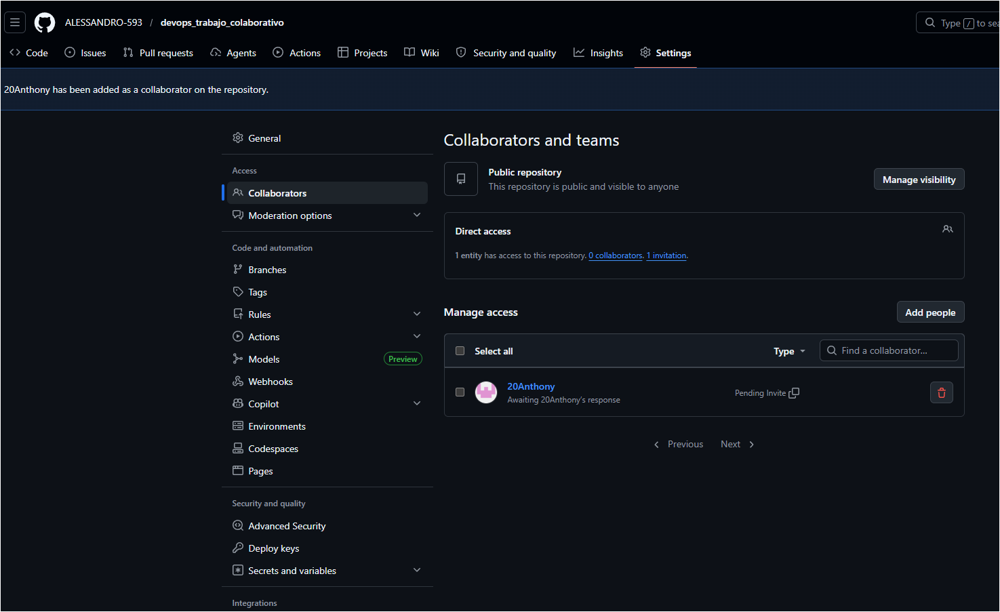 ALESSANDRO-593 / devops_trabajo_colaborativo
Type / to sea
Code Issues Pull requests Agents Actions Projects Wiki Security and quality Insights Settings
20Anthony has been added as a collaborator on the repository.
General
Access
Collaborators
Moderation options
Code and automation
Branches
Tags
Rules
Actions
Models Preview
Webhooks
Copilot
Environments
Codespaces
Pages
Security and quality
Advanced Security
Deploy keys
Secrets and variables
Integrations
Collaborators and teams
Public repository
This repository is public and visible to anyone
Manage visibility
Direct access
1 entity has access to this repository. 0 collaborators. 1 invitation.
Manage access
Add people
Select all Type Find a collaborator...
20Anthony
Awaiting 20Anthony's response
Pending Invite
Previous Next